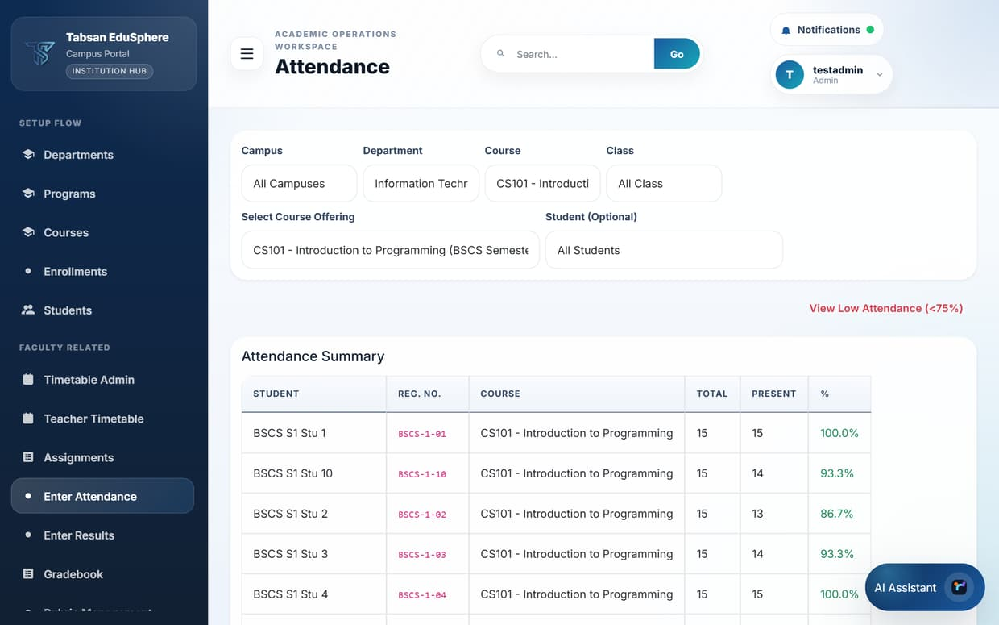 Tabsan EduSphere
Campus Portal
INSTITUTION HUB
SETUP FLOW
Departments
Programs
Courses
Enrollments
Students
FACULTY RELATED
Timetable Admin
Teacher Timetable
Assignments
Enter Attendance
Enter Results
Gradebook
ACADEMIC OPERATIONS
WORKSPACE
Attendance
Search...
Go
Notifications
T
testadmin
Admin
Campus
Department
Course
Class
All Campuses
Information Techr
CS101 - Introducti
All Class
Select Course Offering
Student (Optional)
CS101 - Introduction to Programming (BSCS Semeste
All Students
View Low Attendance (<75%)
Attendance Summary
STUDENT REG. NO. COURSE TOTAL PRESENT %
BSCS S1 Stu 1 BSCS-1-01 CS101 - Introduction to Programming 15 15 100.0%
BSCS S1 Stu 10 BSCS-1-10 CS101 - Introduction to Programming 15 14 93.3%
BSCS S1 Stu 2 BSCS-1-02 CS101 - Introduction to Programming 15 13 86.7%
BSCS S1 Stu 3 BSCS-1-03 CS101 - Introduction to Programming 15 14 93.3%
BSCS S1 Stu 4 BSCS-1-04 CS101 - Introduction to Programming 15 15 100.0%
AI Assistant